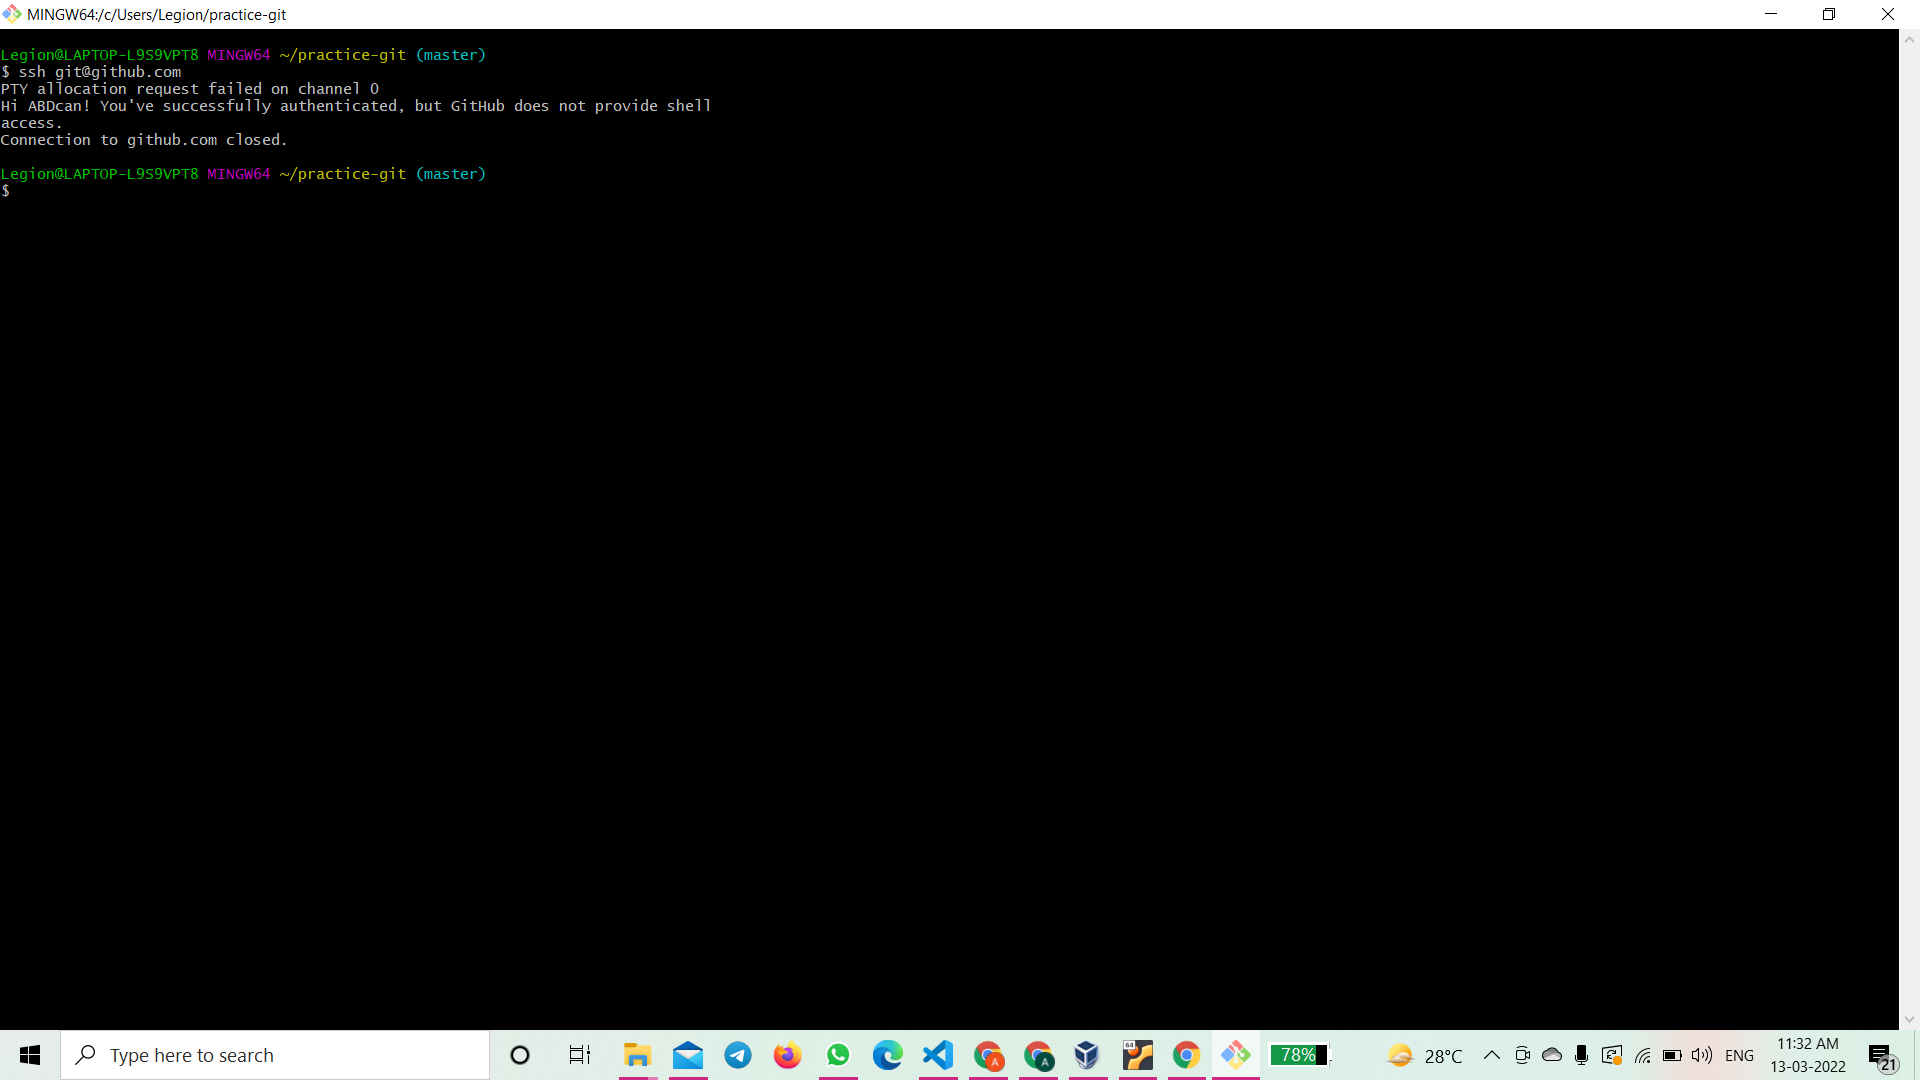 MINGW64:/c/Users/Legion/practice-git
Legion@LAPTOP-L9S9VPT8 MINGW64 ~/practice-git (master)
$ ssh git@github.com
PTY allocation request failed on channel 0
Hi ABDcan! You've successfully authenticated, but GitHub does not provide shell
access.
Connection to github.com closed.
Legion@LAPTOP-L9S9VPT8 MINGW64 ~/practice-git (master)
$
Type here to search
64
A
A
78%
28°C
ENG
11:32 AM
13-03-2022
21